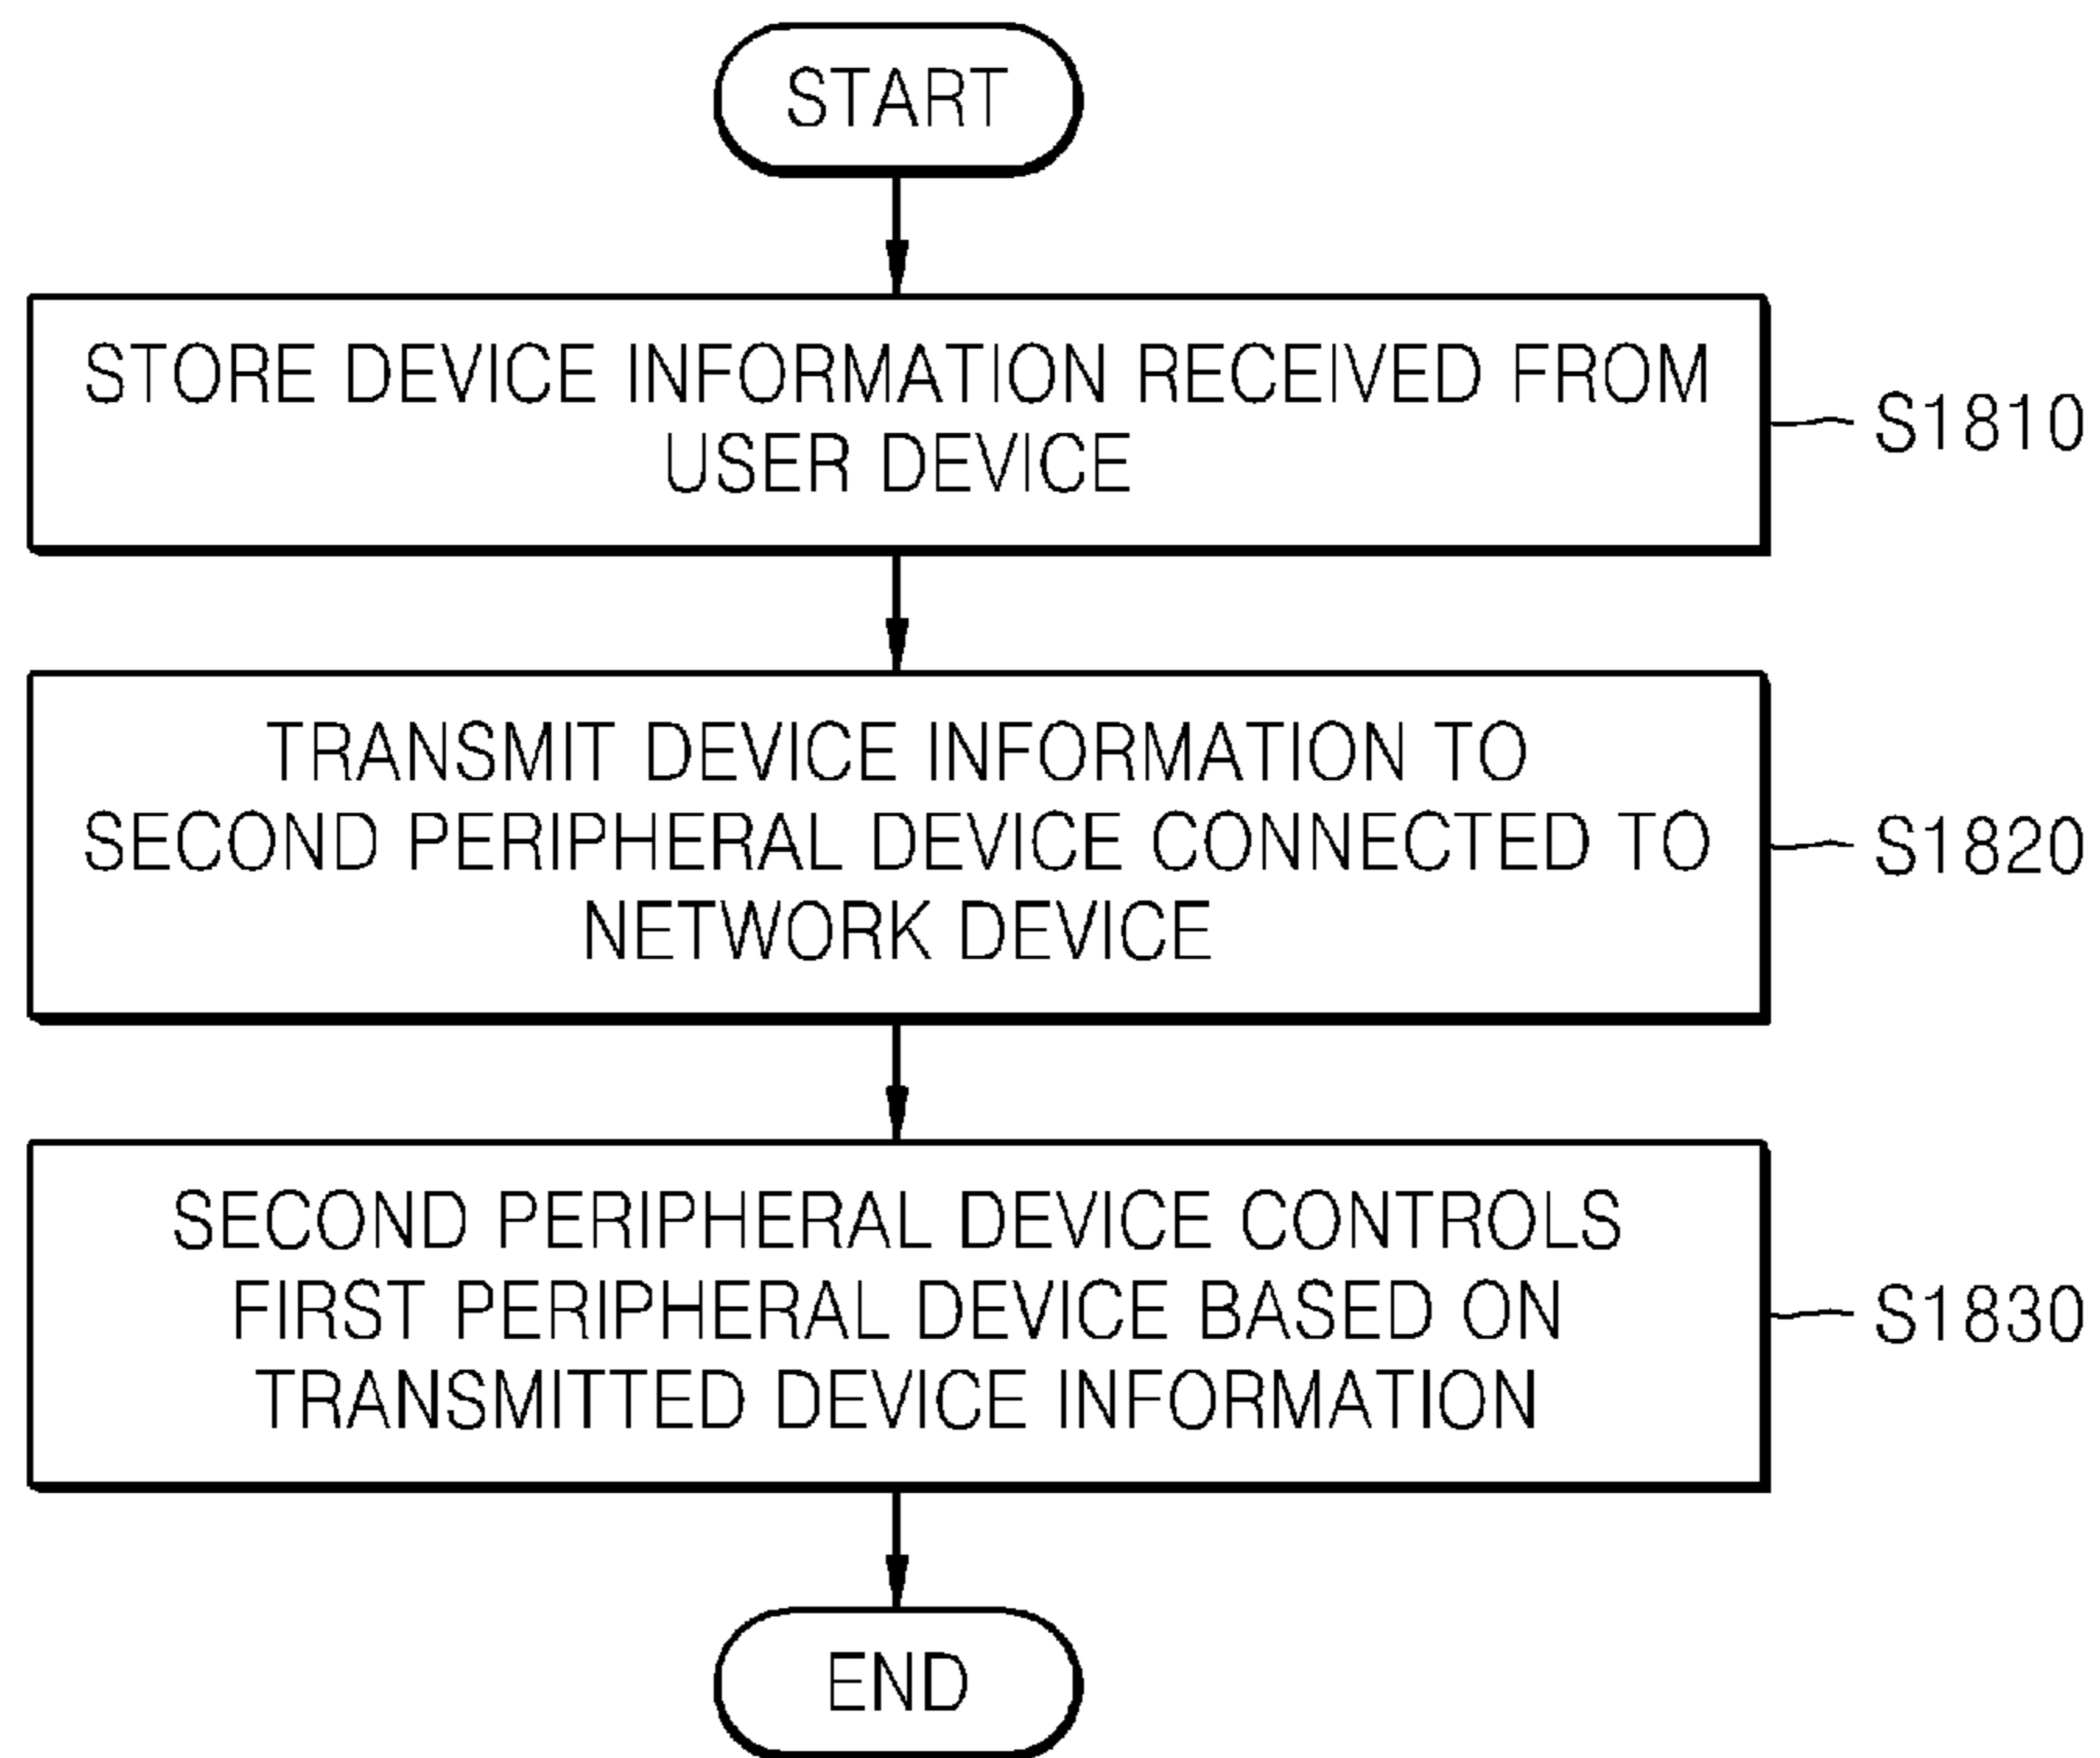 START
STORE DEVICE INFORMATION RECEIVED FROM
USER DEVICE
S1810
TRANSMIT DEVICE INFORMATION TO
SECOND PERIPHERAL DEVICE CONNECTED TO
NETWORK DEVICE
S1820
SECOND PERIPHERAL DEVICE CONTROLS
FIRST PERIPHERAL DEVICE BASED ON
TRANSMITTED DEVICE INFORMATION
S1830
END